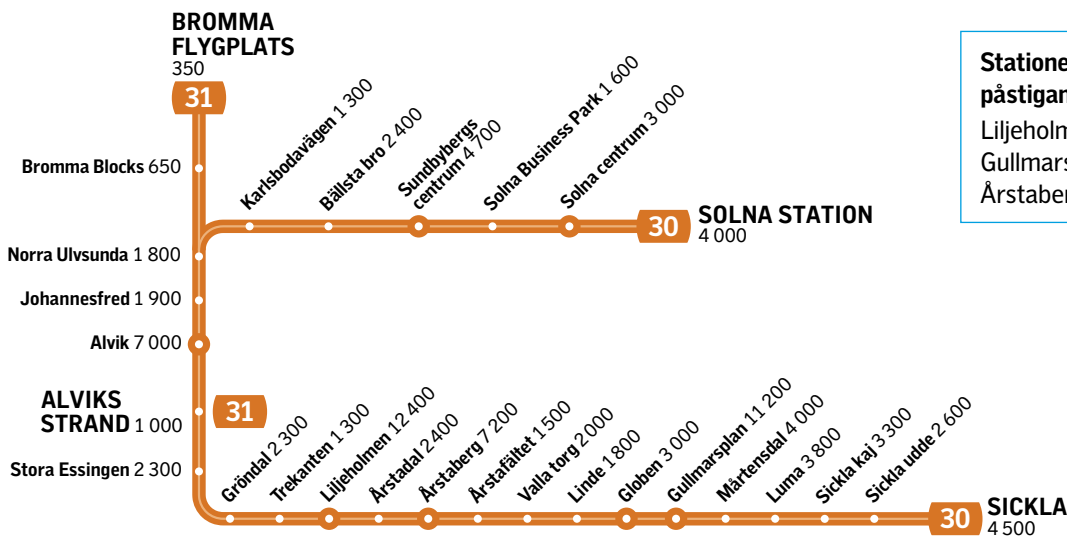 BROMMA
FLYGPLATS
350
31
Bromma Blocks 650
Karlsbodavägen 1 300
Bällsta bro 2 400
Sundbybergs
centrum 4 700
Solna Business Park 1 600
Solna centrum 3 000
30
SOLNA STATION
4 000
Norra Ulvsunda 1 800
Johannesfred 1 900
Alvik 7 000
ALVIKS
STRAND 1 000
31
Stora Essingen 2 300
Gröndal 2 300
Trekanten 1 300
Liljeholmen 12 400
Årstadal 2 400
Årstaberg 7 200
Årstafältet 1 500
Valla torg 2 000
Linde 1 800
Globen 3 000
Gullmarsplan 11 200
Mårtensdal 4 000
Luma 3 800
Sickla kaj 3 300
Sickla udde 2 600
30
SICKLA
4 500